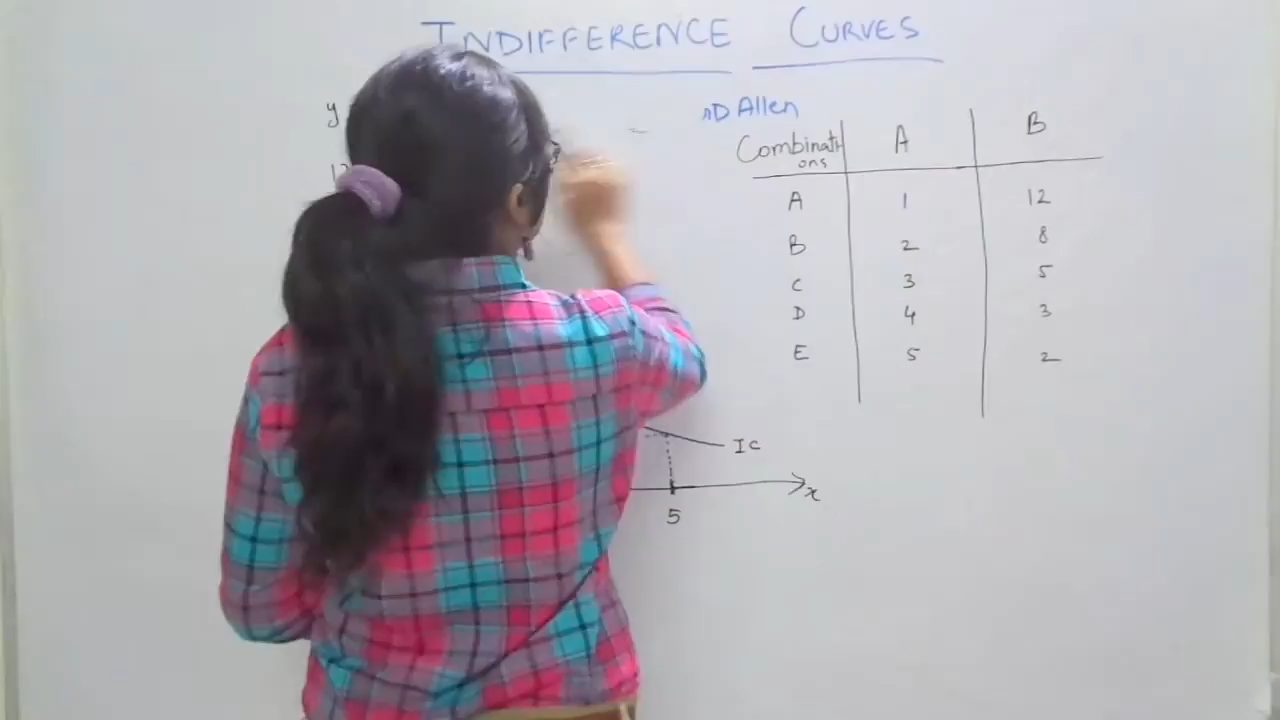 INDIFFERENCE CURVES
D Allen
y
Combinations A B
A 1 12
B 2 8
C 3 5
D 4 3
E 5 2
IC
x
5